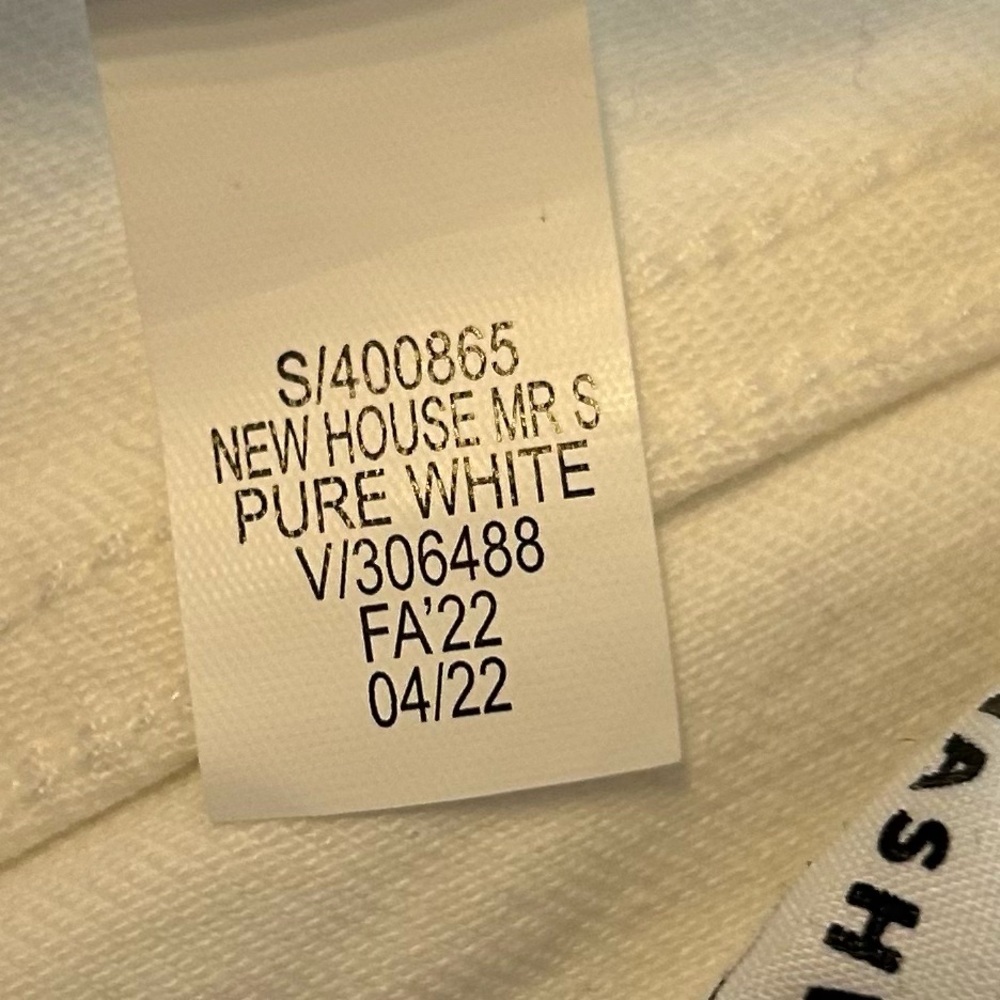 S/400865
NEW HOUSE MR S
PURE WHITE
V/306488
FA'22
04/22